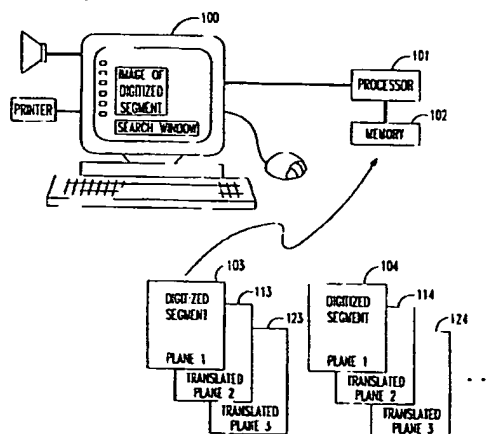 100
101
IMAGE OF
DIGITIZED
SEGMENT
PROCESSOR
PRINTER
102
SEARCH WINDOW
MEMORY
103
104
113
114
DIGITIZED
SEGMENT
123
DIGITIZED
SEGMENT
124
PLANE 1
PLANE 1
TRANSLATED
PLANE 2
TRANSLATED
PLANE 2
TRANSLATED
PLANE 3
TRANSLATED
PLANE 3
. . .